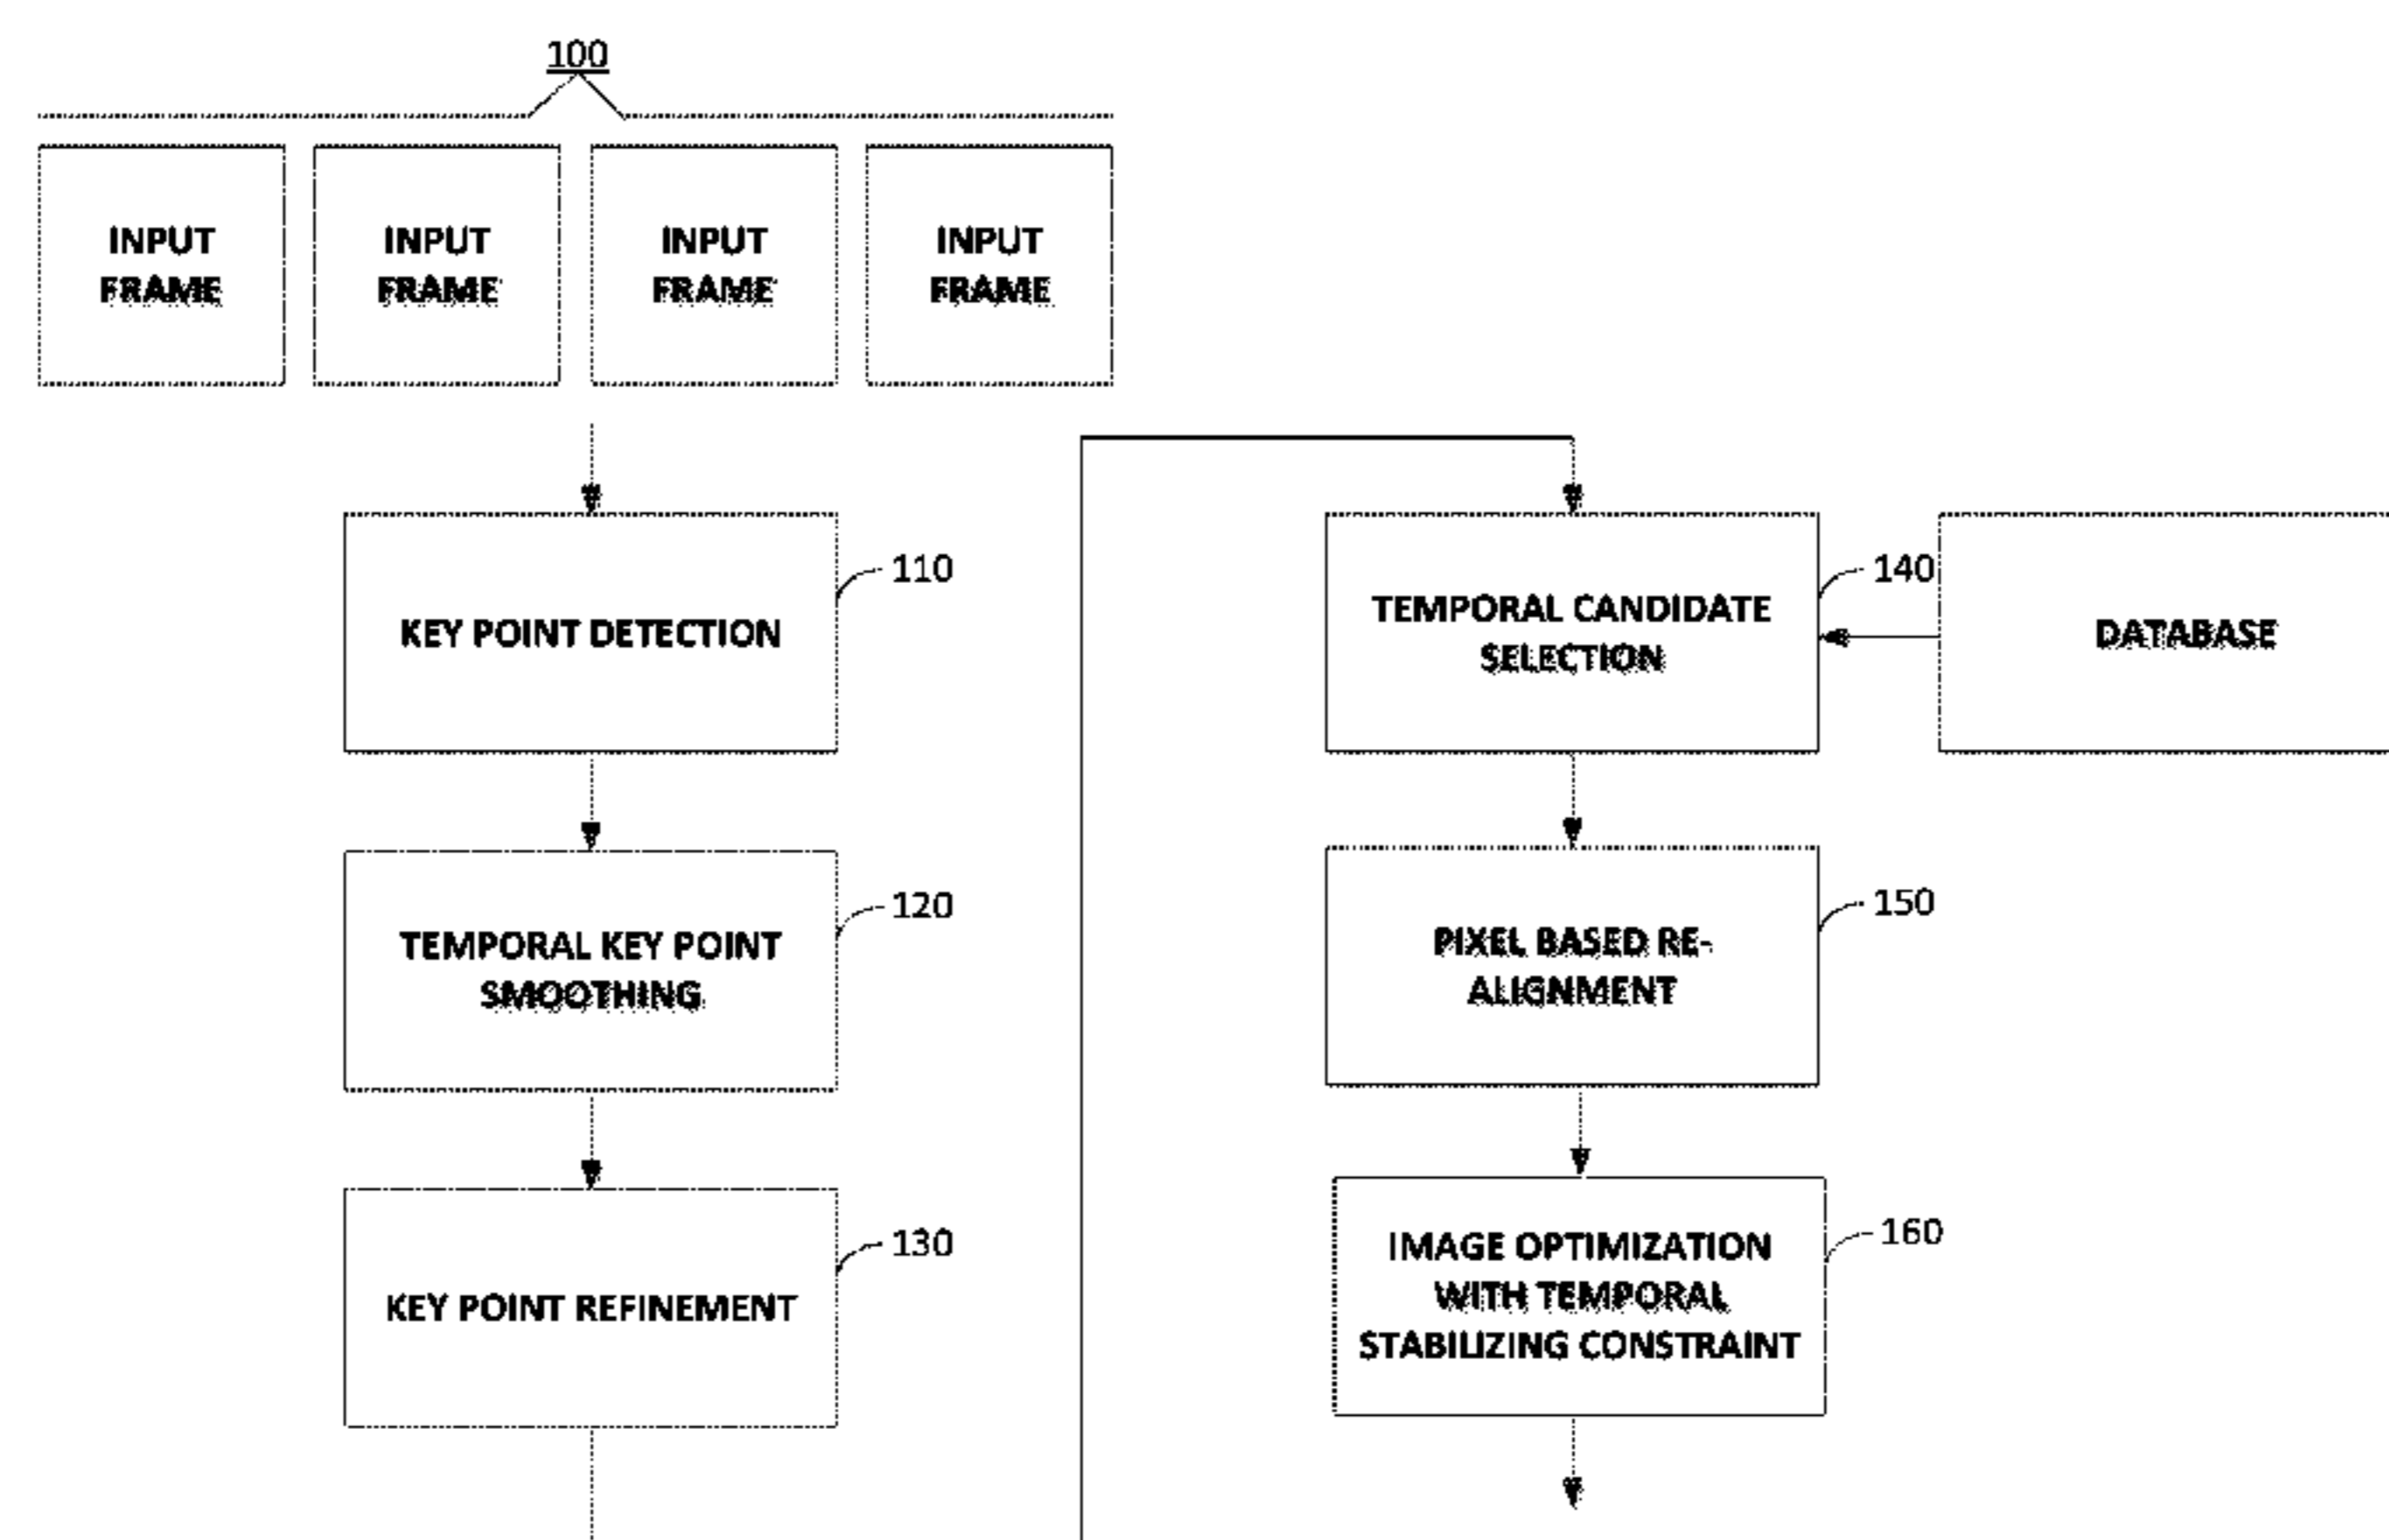 100
INPUT
FRAME
INPUT
FRAME
INPUT
FRAME
INPUT
FRAME
KEY POINT DETECTION
110
TEMPORAL KEY POINT
SMOOTHING
120
KEY POINT REFINEMENT
130
TEMPORAL CANDIDATE
SELECTION
140
DATABASE
PIXEL BASED RE-
ALIGNMENT
150
IMAGE OPTIMIZATION
WITH TEMPORAL
STABILIZING CONSTRAINT
160